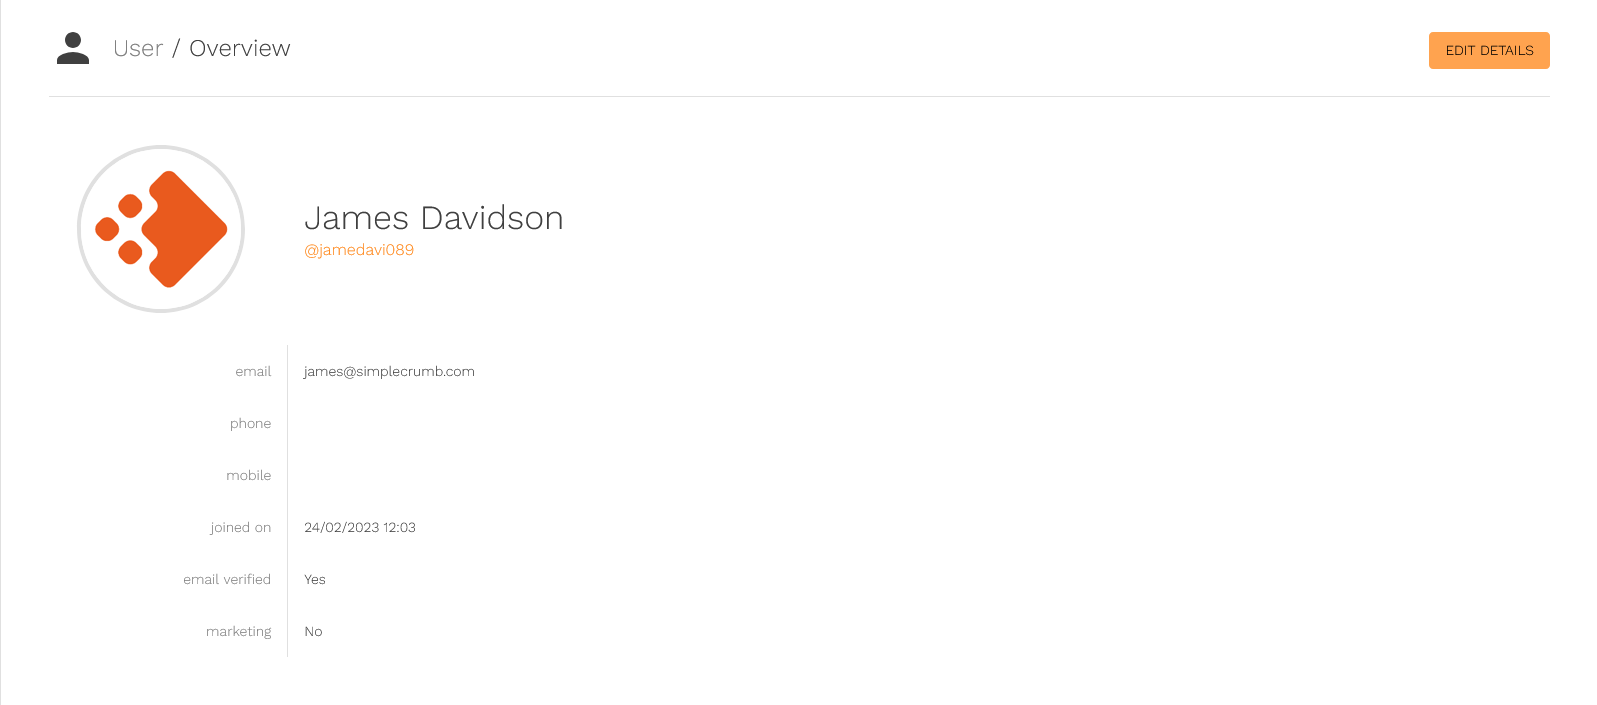 User / Overview
EDIT DETAILS
James Davidson
@jamedavi089
email
james@simplecrumb.com
phone
mobile
joined on
24/02/2023 12:03
email verified
Yes
marketing
No